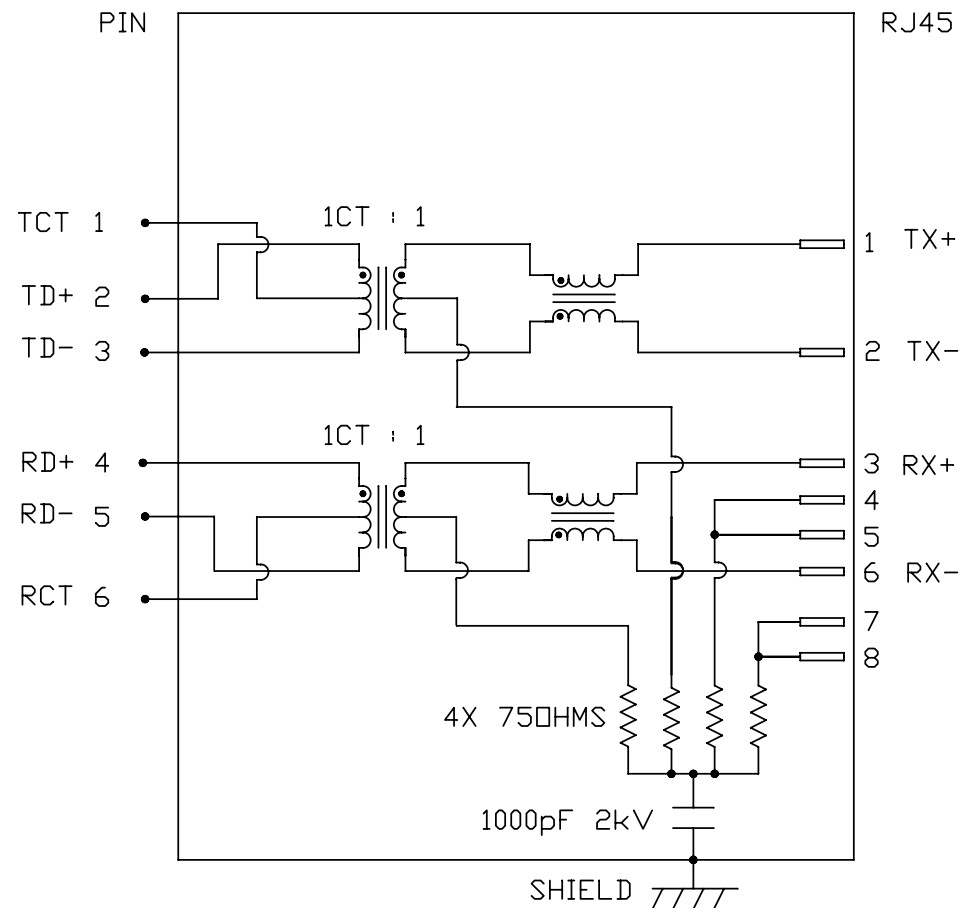 PIN RJ45
TCT 1
1CT : 1
1 TX+
TD+ 2
TD- 3
2 TX-
1CT : 1
RD+ 4
3 RX+
4
RD- 5
5
6 RX-
RCT 6
7
8
4X 75OHMS
1000pF 2kV
SHIELD